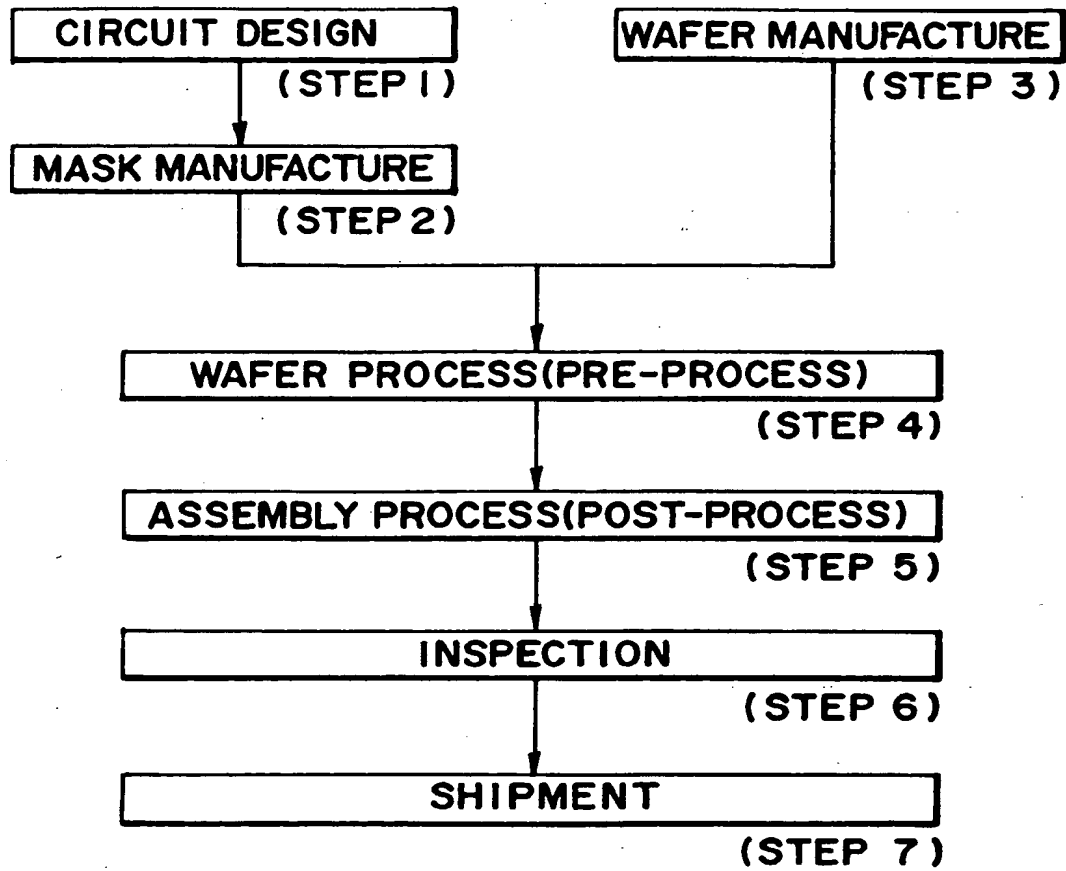 CIRCUIT DESIGN
(STEP 1)
MASK MANUFACTURE
(STEP 2)
WAFER MANUFACTURE
(STEP 3)
WAFER PROCESS(PRE-PROCESS)
(STEP 4)
ASSEMBLY PROCESS(POST-PROCESS)
(STEP 5)
INSPECTION
(STEP 6)
SHIPMENT
(STEP 7)